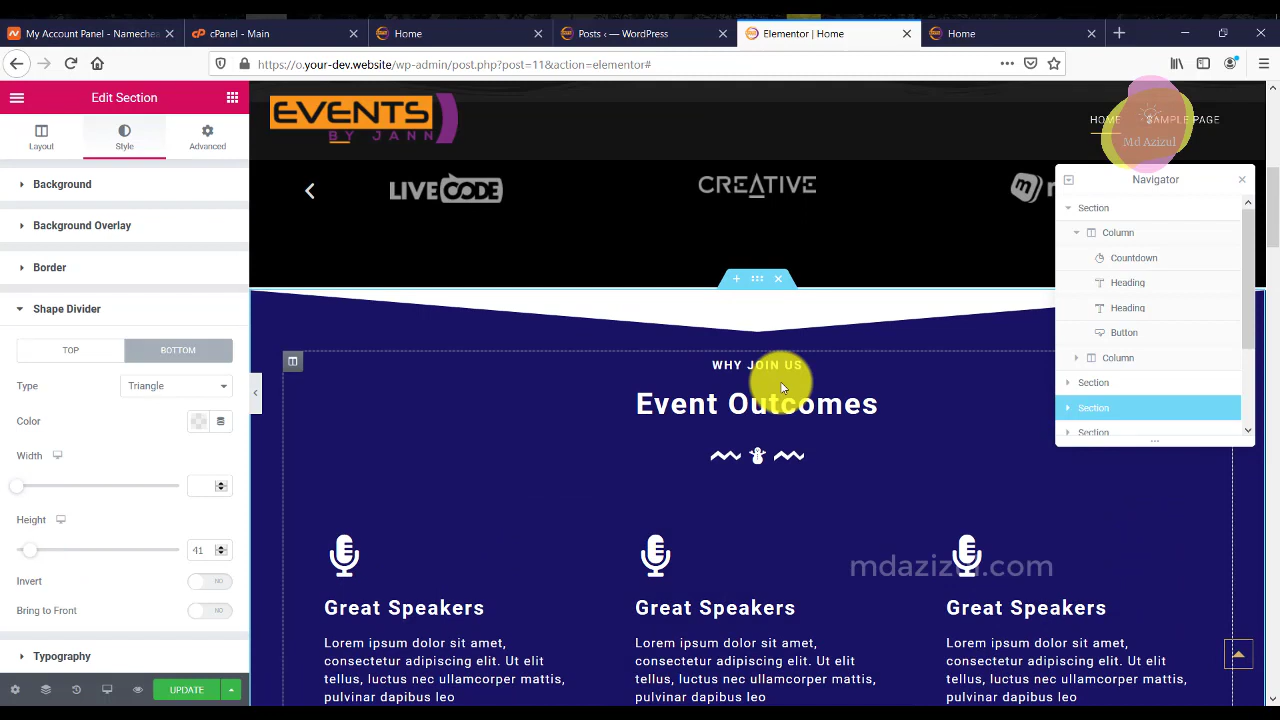 My Account Panel - Namechea
cPanel - Main
Home
Posts ‹ — WordPress
Elementor | Home
Home
https://o.your-dev.website/wp-admin/post.php?post=11&action=elementor#
Edit Section
EVENTS
BY JANN
HOME
SAMPLE PAGE
Md Azizul
Layout
Style
Advanced
Background
LIVECODE
CREATIVE
Navigator
Section
Background Overlay
Column
Countdown
Border
Heading
Shape Divider
Heading
Button
TOP
BOTTOM
Column
WHY JOIN US
Type
Triangle
Section
Event Outcomes
Section
Color
Section
Width
Height
41
mdazizul.com
Invert
NO
Bring to Front
NO
Great Speakers
Great Speakers
Great Speakers
Lorem ipsum dolor sit amet,
consectetur adipiscing elit. Ut elit
tellus, luctus nec ullamcorper mattis,
pulvinar dapibus leo
Lorem ipsum dolor sit amet,
consectetur adipiscing elit. Ut elit
tellus, luctus nec ullamcorper mattis,
pulvinar dapibus leo
Lorem ipsum dolor sit amet,
consectetur adipiscing elit. Ut elit
tellus, luctus nec ullamcorper mattis,
pulvinar dapibus leo
Typography
UPDATE